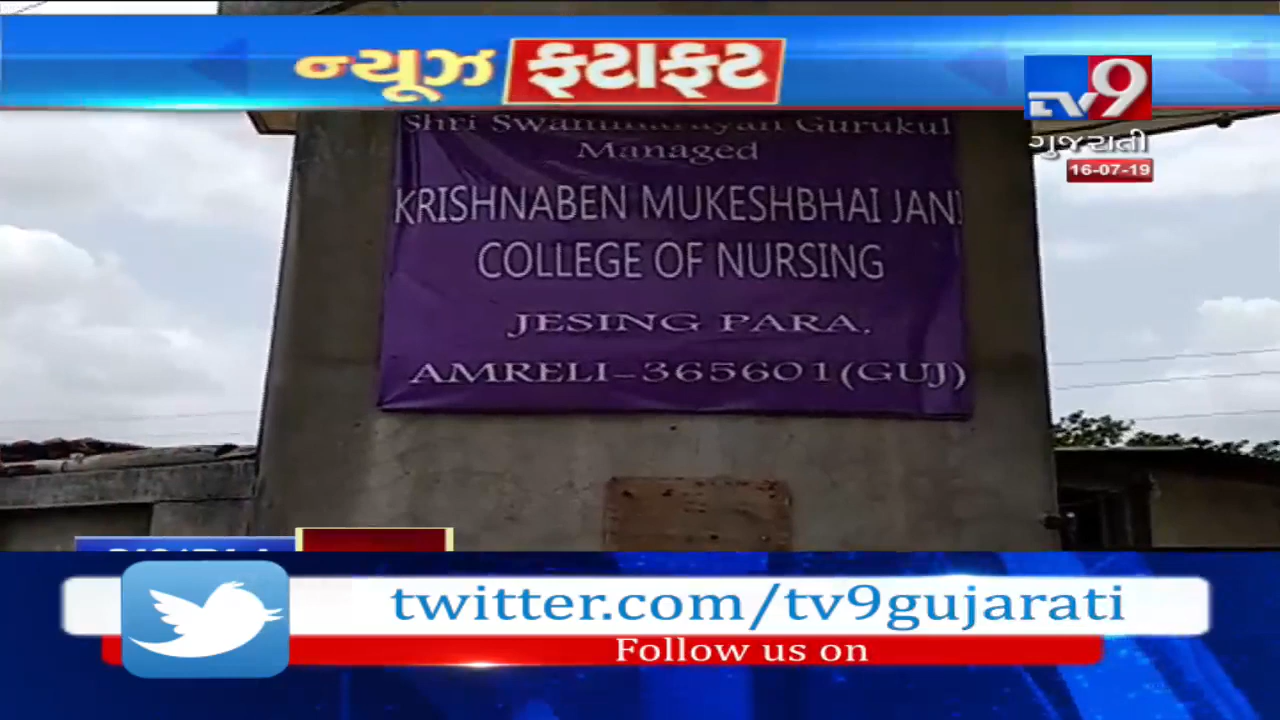 ન્યૂઝ ફટાફટ
TV9
ગુજરાતી
16-07-19
Shri Swaminarayan Gurukul
Managed
KRISHNABEN MUKESHBHAI JANI
COLLEGE OF NURSING
JESING PARA,
AMRELI-365601(GUJ)
twitter.com/tv9gujarati
Follow us on